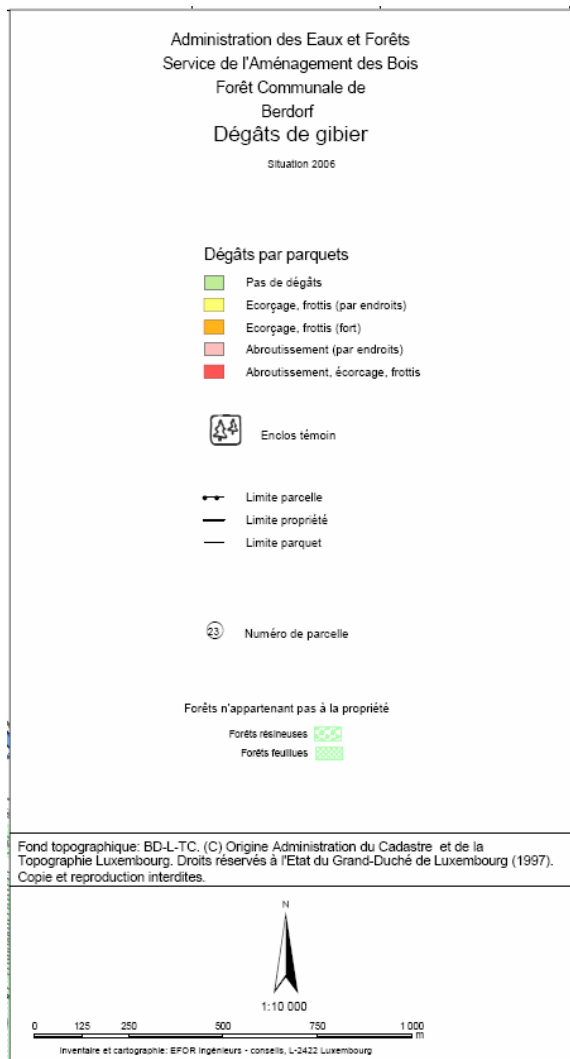 Administration des Eaux et Forêts
Service de l'Aménagement des Bois
Forêt Communale de
Berdorf
Dégâts de gibier
Situation 2006
Dégâts par parquets
Pas de dégâts
Ecorçage, frottis (par endroits)
Ecorçage, frottis (fort)
Abroutissement (par endroits)
Abroutissement, écorcage, frottis
Enclos témoin
Limite parcelle
Limite propriété
Limite parquet
23 Numéro de parcelle
Forêts n'appartenant pas à la propriété
Forêts résineuses
Forêts feuillues
Fond topographique: BD-L-TC. (C) Origine Administration du Cadastre et de la
Topographie Luxembourg. Droits réservés à l'Etat du Grand-Duché de Luxembourg (1997).
Copie et reproduction interdites.
N
1:10 000
0 125 250 500 750 1 000
m
Inventaire et cartographie: EFOR ingénieurs - conseils, L-2422 Luxembourg